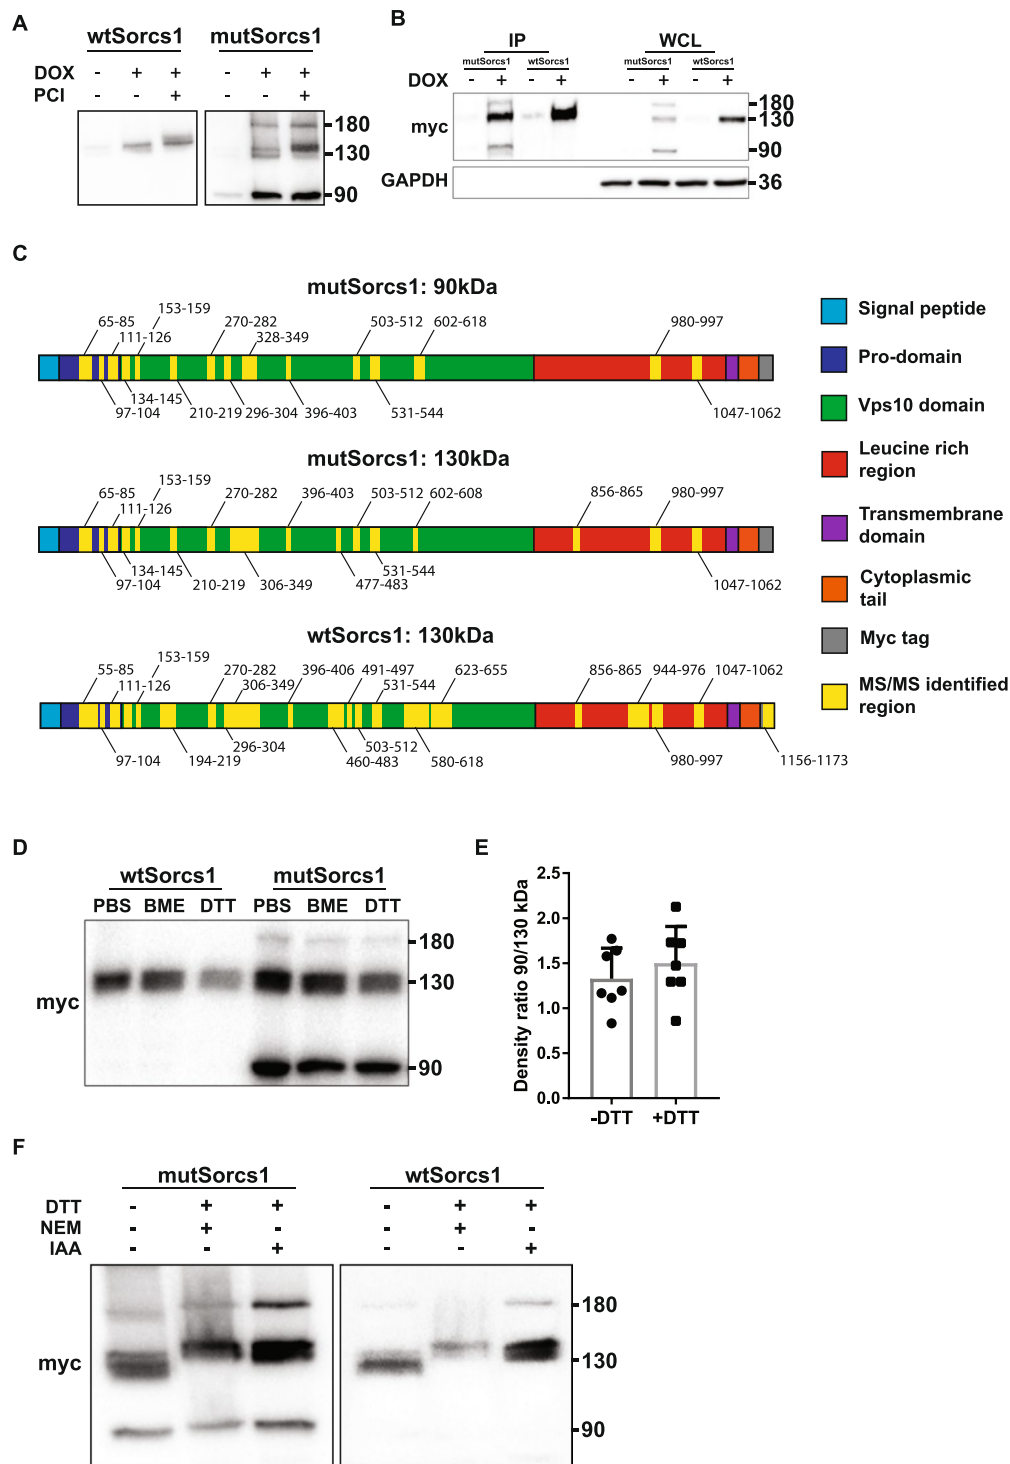 A
wtSorcs1 mutSorcs1
DOX - + + - + +
PCI - - + - - +
180
130
90
B
IP WCL
mutSorcs1 wtSorcs1 mutSorcs1 wtSorcs1
DOX - + - + - + - +
myc
180
130
90
GAPDH
36
C
mutSorcs1: 90kDa
153-159
65-85 270-282 503-512 602-618 980-997
111-126 328-349
134-145
97-104 210-219 296-304 396-403 531-544 1047-1062
mutSorcs1: 130kDa
153-159
65-85 270-282 396-403 503-512 602-608 856-865 980-997
111-126
531-544
97-104 134-145 210-219 306-349 477-483 1047-1062
wtSorcs1: 130kDa
153-159
55-85 270-282 396-406 491-497 623-655 856-865 944-976 1047-1062
111-126 306-349 531-544
296-304 503-512
97-104 194-219 460-483 580-618 980-997 1156-1173
Signal peptide
Pro-domain
Vps10 domain
Leucine rich
region
Transmembrane
domain
Cytoplasmic
tail
Myc tag
MS/MS identified
region
D
wtSorcs1 mutSorcs1
PBS BME DTT PBS BME DTT
myc
180
130
90
E
Density ratio 90/130 kDa
2.5
2.0
1.5
1.0
0.5
0.0
-DTT +DTT
F
mutSorcs1 wtSorcs1
DTT - + + - + +
NEM - + - - + -
IAA - - + - - +
myc
180
130
90